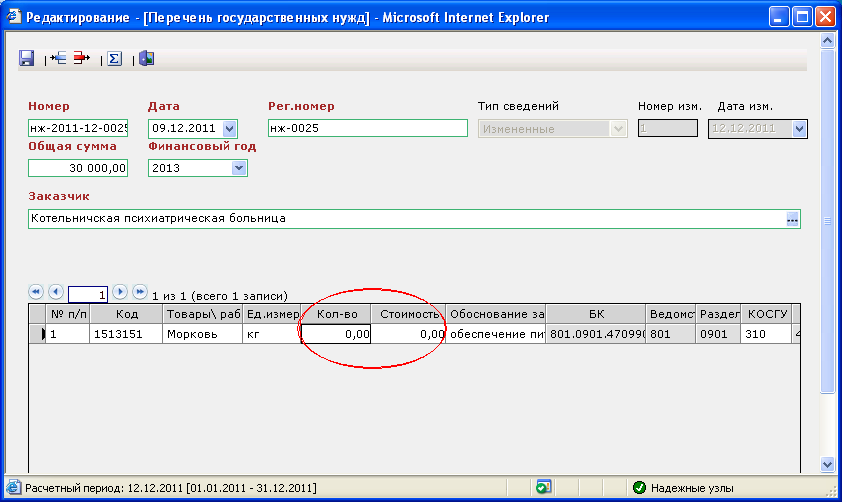 Редактирование - [Перечень государственных нужд] - Microsoft Internet Explorer
Номер Дата Рег.номер Тип сведений Номер изм. Дата изм.
нж-2011-12-0025 09.12.2011 нж-0025 Измененные 1 12.12.2011
Общая сумма Финансовый год
30 000,00 2013
Заказчик
Котельничская психиатрическая больница ...
1 1 из 1 (всего 1 записи)
№ п/п Код Товары\ раб Ед.измер Кол-во Стоимость Обоснование за БК Ведомст Раздел КОСГУ
1 1513151 Морковь кг 0,00 0,00 обеспечение пит 801.0901.470990 801 0901 310 4
Расчетный период: 12.12.2011 [01.01.2011 - 31.12.2011] Надежные узлы